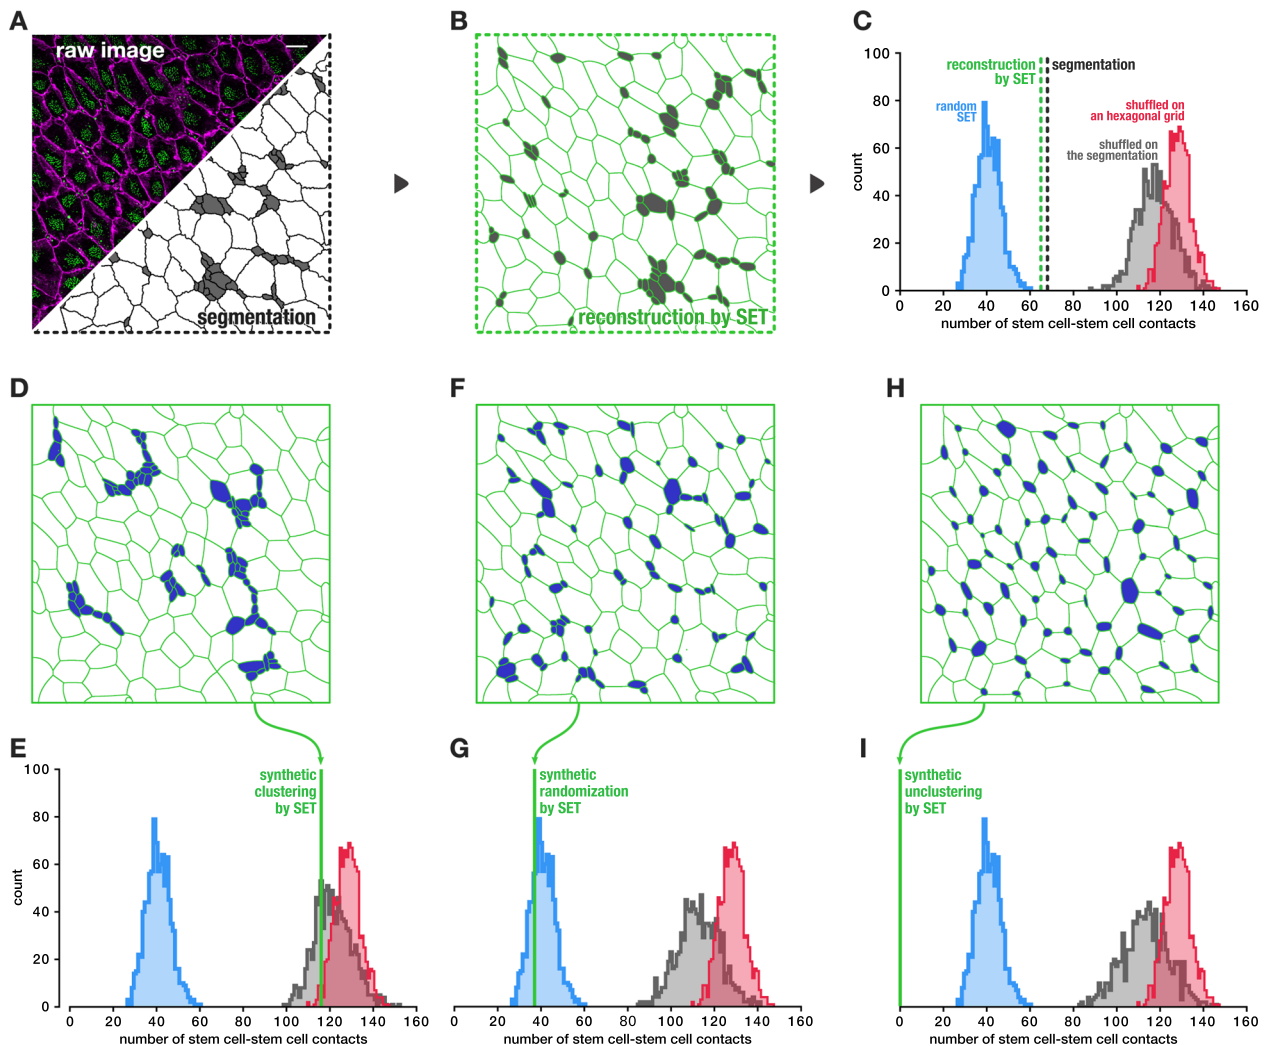 A
raw image
segmentation
B
reconstruction by SET
C
100
80
60
40
20
0
count
reconstruction
by SET
segmentation
random
SET
shuffled on
an hexagonal grid
shuffled on
the segmentation
0 20 40 60 80 100 120 140 160
number of stem cell-stem cell contacts
D
F
H
E
100
80
60
40
20
0
count
synthetic
clustering
by SET
0 20 40 60 80 100 120 140 160
number of stem cell-stem cell contacts
G
synthetic
randomization
by SET
0 20 40 60 80 100 120 140 160
number of stem cell-stem cell contacts
I
synthetic
unclustering
by SET
0 20 40 60 80 100 120 140 160
number of stem cell-stem cell contacts